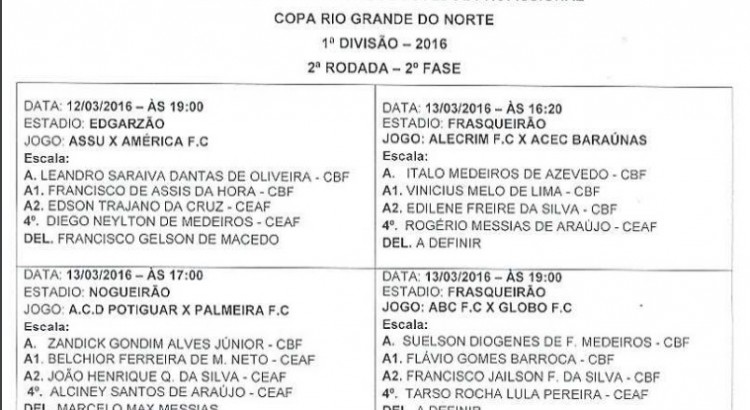 COPA RIO GRANDE DO NORTE
1ª DIVISÃO – 2016
2ª RODADA – 2º FASE
DATA: 12/03/2016 – ÀS 19:00
ESTADIO: EDGARZÃO
JOGO: ASSU X AMÉRICA F.C
Escala:
A. LEANDRO SARAIVA DANTAS DE OLIVEIRA - CBF
A1. FRANCISCO DE ASSIS DA HORA - CBF
A2. EDSON TRAJANO DA CRUZ - CEAF
4º. DIEGO NEYLTON DE MEDEIROS - CEAF
DEL. FRANCISCO GELSON DE MACEDO
DATA: 13/03/2016 – ÀS 16:20
ESTADIO: FRASQUEIRÃO
JOGO: ALECRIM F.C X ACEC BARAÚNAS
Escala:
A. ITALO MEDEIROS DE AZEVEDO - CBF
A1. VINICIUS MELO DE LIMA - CBF
A2. EDILENE FREIRE DA SILVA - CBF
4º. ROGÉRIO MESSIAS DE ARAÚJO - CEAF
DEL. A DEFINIR
DATA: 13/03/2016 – ÀS 17:00
ESTADIO: NOGUEIRÃO
JOGO: A.C.D POTIGUAR X PALMEIRA F.C
Escala:
A. ZANDICK GONDIM ALVES JÚNIOR - CBF
A1. BELCHIOR FERREIRA DE M. NETO - CEAF
A2. JOÃO HENRIQUE Q. DA SILVA - CEAF
4º. ALCINEY SANTOS DE ARAÚJO - CEAF
DEL. MARCELO MAX MESSIAS
DATA: 13/03/2016 – ÀS 19:00
ESTADIO: FRASQUEIRÃO
JOGO: ABC F.C X GLOBO F.C
Escala:
A. SUELSON DIOGENES DE F. MEDEIROS - CBF
A1. FLÁVIO GOMES BARROCA - CBF
A2. FRANCISCO JAILSON F. DA SILVA - CBF
4º. TARSO ROCHA LULA PEREIRA - CEAF
DEL. A DEFINIR